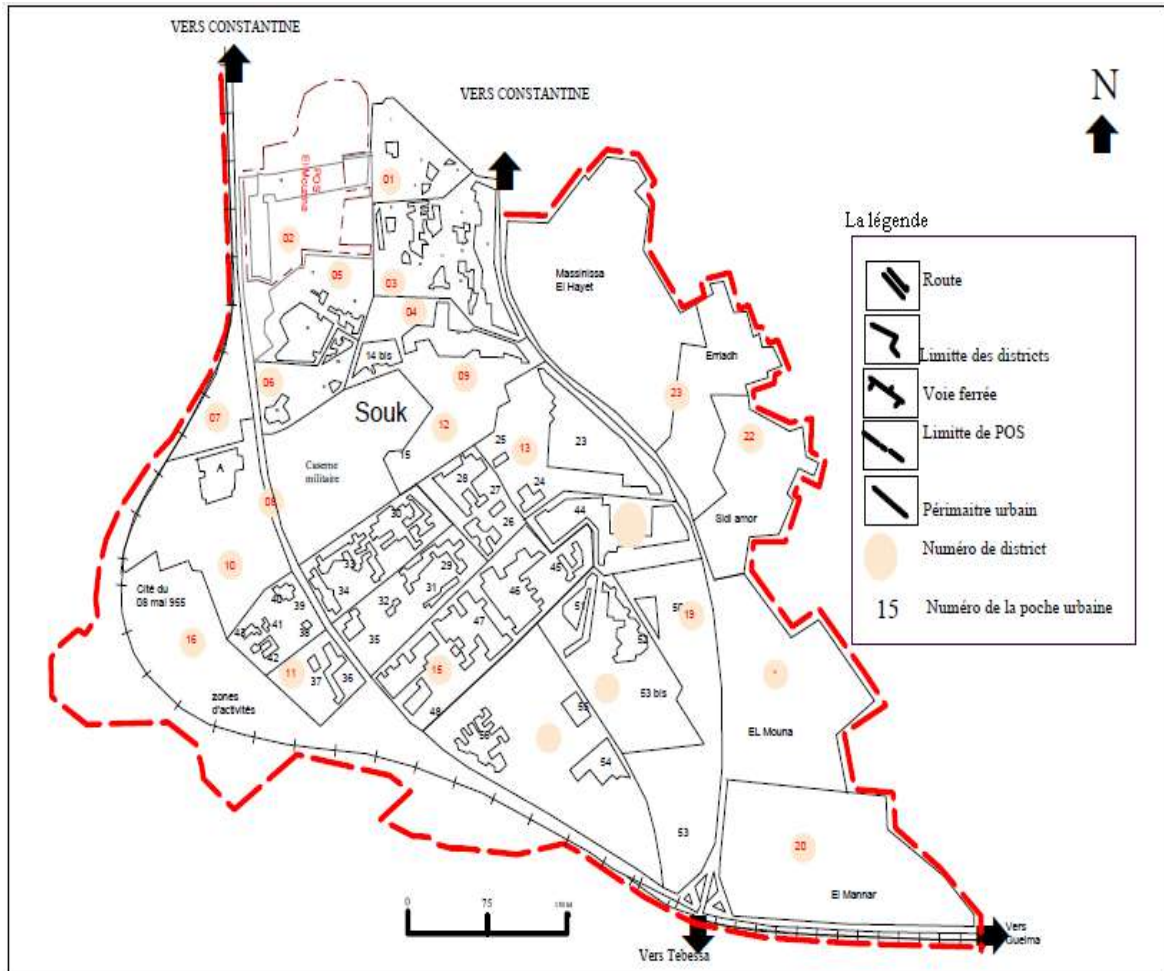 VERS CONSTANTINE
VERS CONSTANTINE
N
POS
El Moumna
01
02
05
03
04
Massinissa
El Hayet
La légende
Route
Limitte des districts
Voie ferrée
Limitte de POS
Périmaitre urbain
Numéro de district
15 Numéro de la poche urbaine
Erriadh
14 bis
06
09
07
23
Souk
12
22
25
13
23
A
Caserne
militaire
15
28
27
24
08
30
26
44
Sidi amor
33
29
45
10
34
31
46
Cité du
08 mai 955
40
39
32
51
50
19
43
41
38
35
47
52
16
42
11
37
36
15
53 bis
zones
d'activités
48
55
56
EL Mouna
54
53
20
El Mannar
0
75
Vers
Guelma
Vers Tebessa